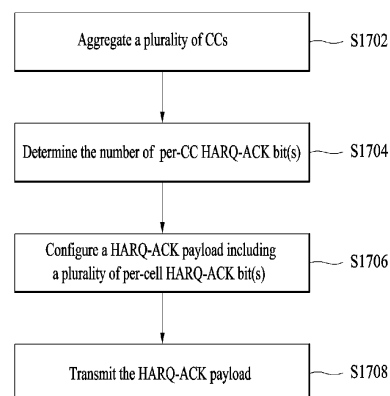 Aggregate a plurality of CCs
S1702
Determine the number of per-CC HARQ-ACK bit(s)
S1704
Configure a HARQ-ACK payload including
a plurality of per-cell HARQ-ACK bit(s)
S1706
Transmit the HARQ-ACK payload
S1708